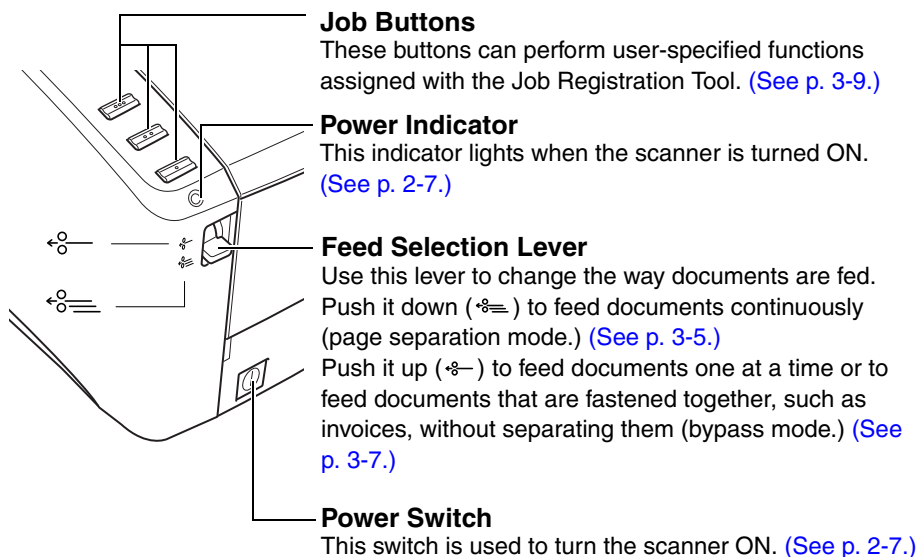 Job Buttons
These buttons can perform user-specified functions
assigned with the Job Registration Tool. (See p. 3-9.)
Power Indicator
This indicator lights when the scanner is turned ON.
(See p. 2-7.)
Feed Selection Lever
Use this lever to change the way documents are fed.
Push it down ( ) to feed documents continuously
(page separation mode.) (See p. 3-5.)
Push it up ( ) to feed documents one at a time or to
feed documents that are fastened together, such as
invoices, without separating them (bypass mode.) (See
p. 3-7.)
Power Switch
This switch is used to turn the scanner ON. (See p. 2-7.)